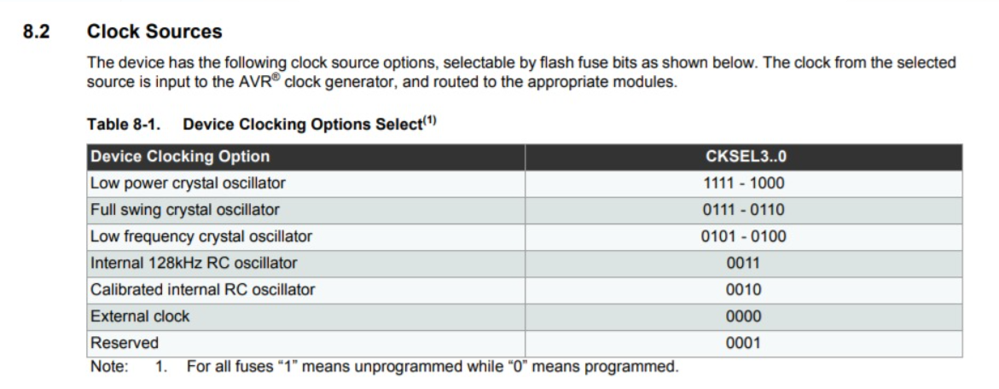 8.2 Clock Sources
The device has the following clock source options, selectable by flash fuse bits as shown below. The clock from the selected
source is input to the AVR® clock generator, and routed to the appropriate modules.
Table 8-1. Device Clocking Options Select(1)
Device Clocking Option CKSEL3..0
Low power crystal oscillator 1111 - 1000
Full swing crystal oscillator 0111 - 0110
Low frequency crystal oscillator 0101 - 0100
Internal 128kHz RC oscillator 0011
Calibrated internal RC oscillator 0010
External clock 0000
Reserved 0001
Note: 1. For all fuses “1” means unprogrammed while “0” means programmed.